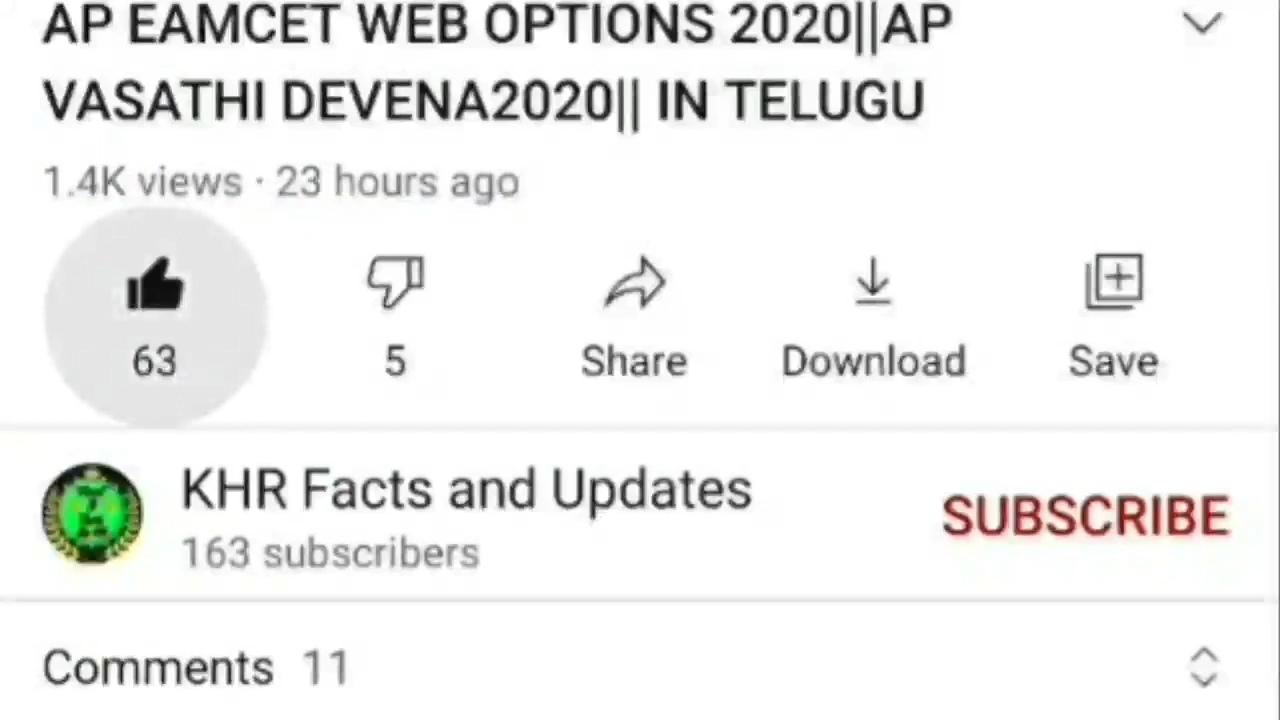 AP EAMCET WEB OPTIONS 2020||AP
VASATHI DEVENA2020|| IN TELUGU
1.4K views · 23 hours ago
63
5
Share
Download
Save
KHR Facts and Updates
163 subscribers
SUBSCRIBE
Comments 11